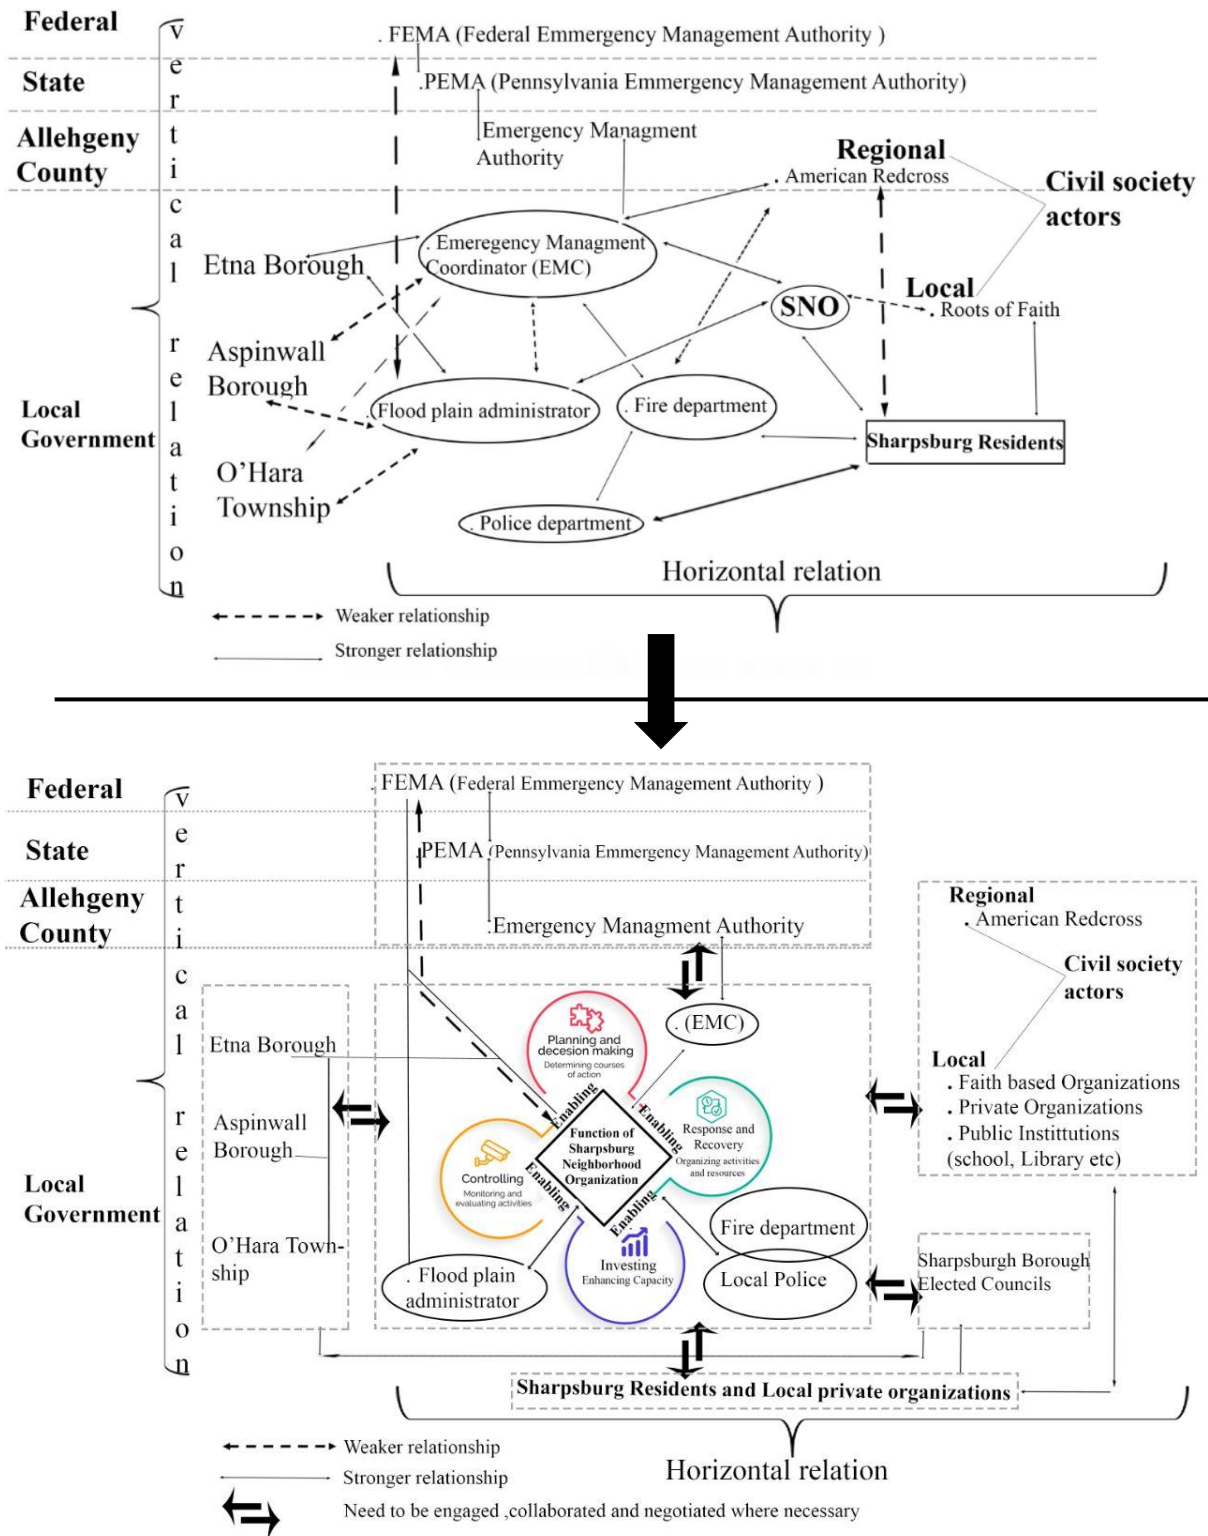 Federal
State
Allehgeny
County
Local
Government
vertical relation
. FEMA (Federal Emmergency Management Authority )
.PEMA (Pennsylvania Emmergency Management Authority)
.Emergency Managment
Authority
Regional
. American Redcross
Civil society
actors
. Emeregency Managment
Coordinator (EMC)
Etna Borough
SNO
Local
. Roots of Faith
Aspinwall
Borough
. Flood plain administrator
. Fire department
Sharpsburg Residents
O'Hara
Township
. Police department
Horizontal relation
Weaker relationship
Stronger relationship
Federal
State
Allehgeny
County
Local
Government
vertical relation
. FEMA (Federal Emmergency Management Authority )
.PEMA (Pennsylvania Emmergency Management Authority)
.Emergency Managment Authority
Regional
. American Redcross
Civil society
actors
Local
. Faith based Organizations
. Private Organizations
. Public Instittutions
(school, Library etc)
Etna Borough
Aspinwall
Borough
O'Hara Town-
ship
. (EMC)
Planning and
decesion making
Determining courses
of action
Enabling
Enabling
Function of
Sharpsburg
Neighborhood
Organization
Response and
Recovery
Organizing activities
and resources
Controlling
Monitoring and
evaluating activities
Enabling
Enabling
Investing
Enhancing Capacity
. Flood plain
administrator
Fire department
Local Police
Sharpsburgh Borough
Elected Councils
Sharpsburg Residents and Local private organizations
Horizontal relation
Weaker relationship
Stronger relationship
Need to be engaged ,collaborated and negotiated where necessary